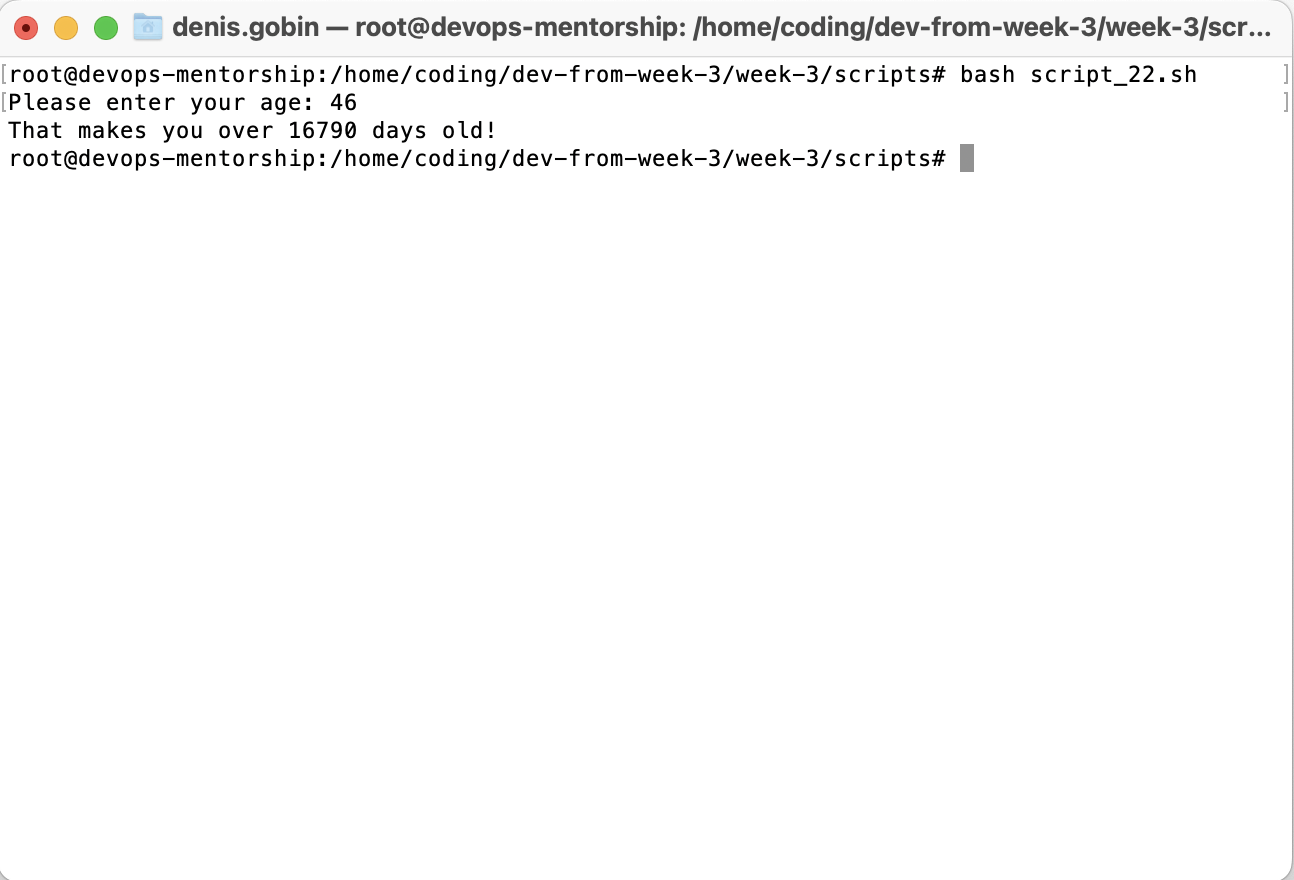 denis.gobin — root@devops-mentorship: /home/coding/dev-from-week-3/week-3/scr...
[root@devops-mentorship:/home/coding/dev-from-week-3/week-3/scripts# bash script_22.sh ]
[Please enter your age: 46 ]
That makes you over 16790 days old!
root@devops-mentorship:/home/coding/dev-from-week-3/week-3/scripts#